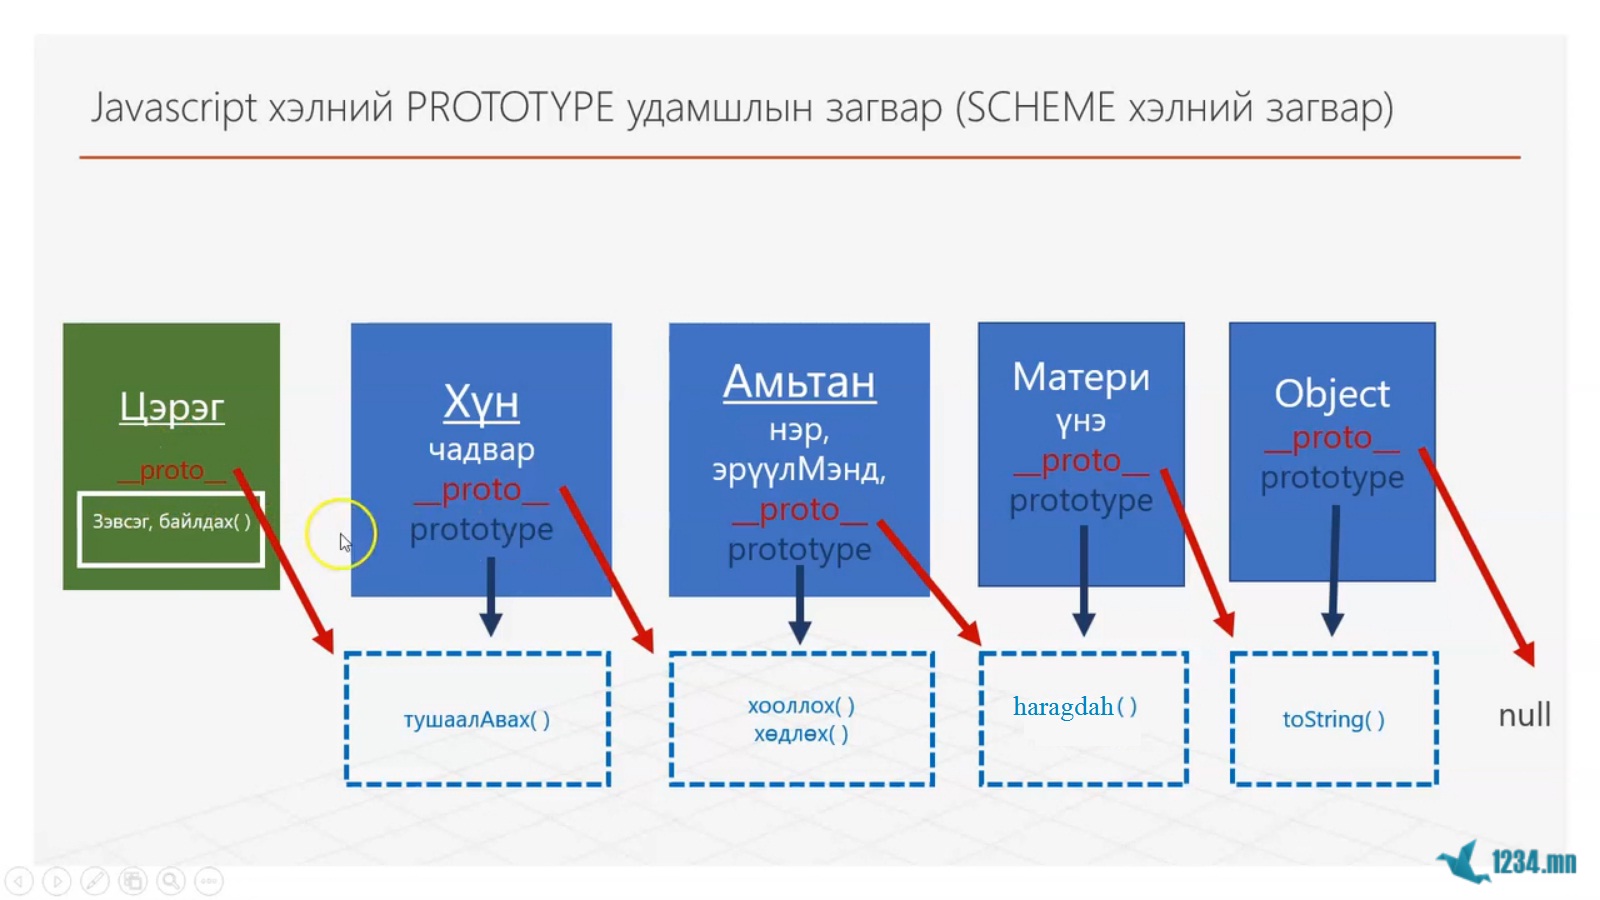 Javascript хэлний PROTOTYPE удамшлын загвар (SCHEME хэлний загвар)
Цэрэг
__proto__
Зэвсэг, байлдах( )
Хүн
чадвар
__proto__
prototype
Амьтан
нэр,
эрүүлМэнд,
__proto__
prototype
Матери
үнэ
__proto__
prototype
Object
__proto__
prototype
тушаалАвах( )
хооллох( )
хөдлөх( )
haragdah( )
toString( )
null
1234.mn